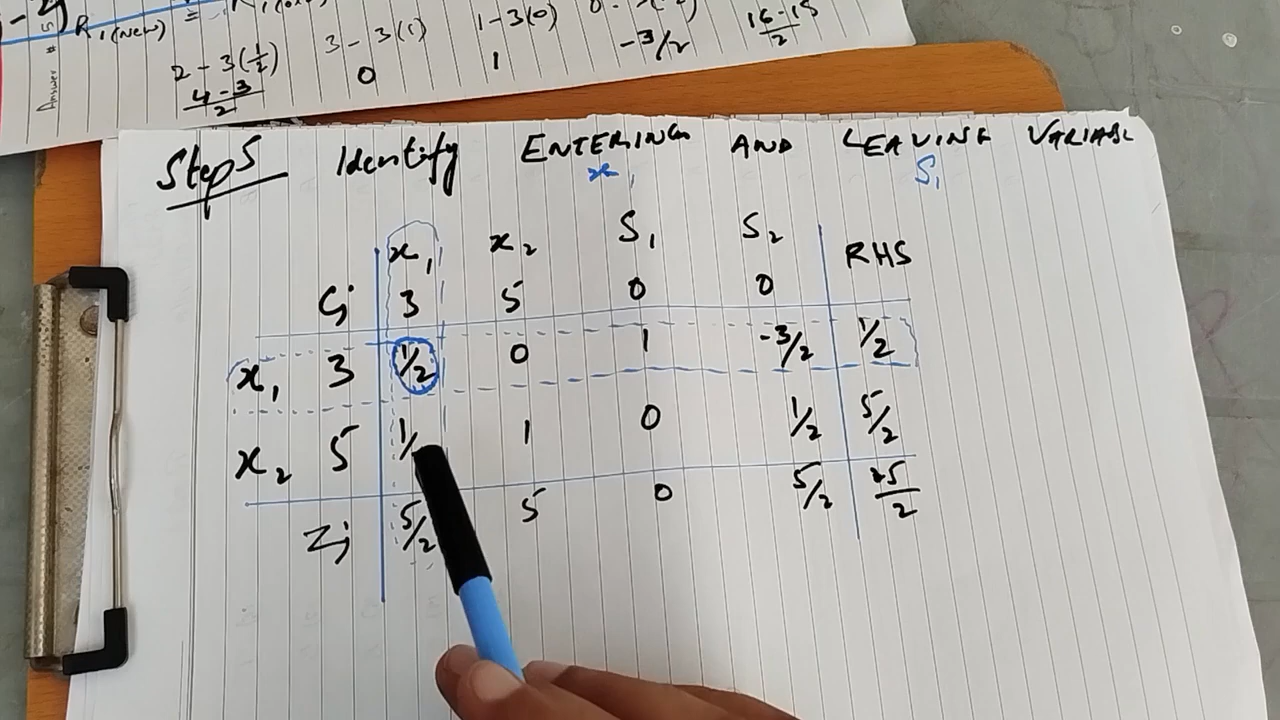 R1(New) =
2 - 3(1/2) 3 - 3(1) 1 - 3(0)
4 - 3 / 2 0 1 -3/2 16-15 / 2
Answer #
Step 5 Identify ENTERING AND LEAVING VARIABL
x S1
x1 x2 S1 S2 RHS
Cj 3 5 0 0
x1 3 1/2 0 1 -3/2 1/2
x2 5 1/ 1 0 1/2 5/2
Zj 5/2 5 0 5/2 25/2